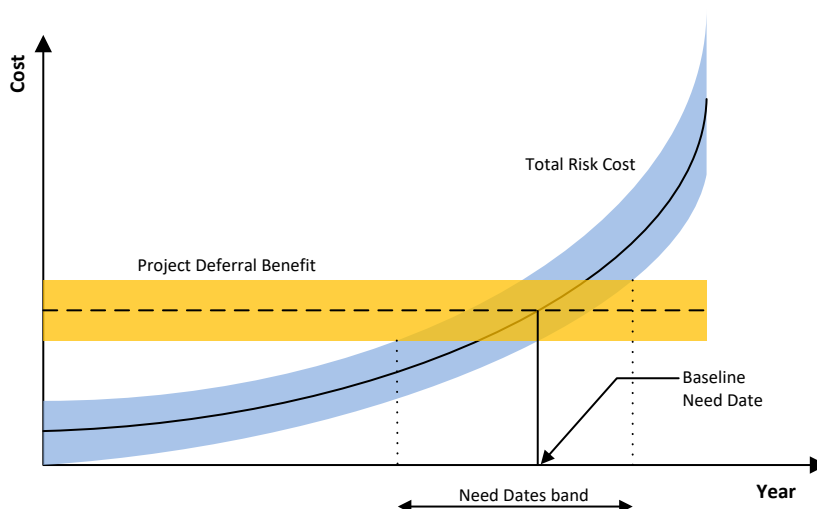 Cost
Total Risk Cost
Project Deferral Benefit
Baseline
Need Date
Year
Need Dates band